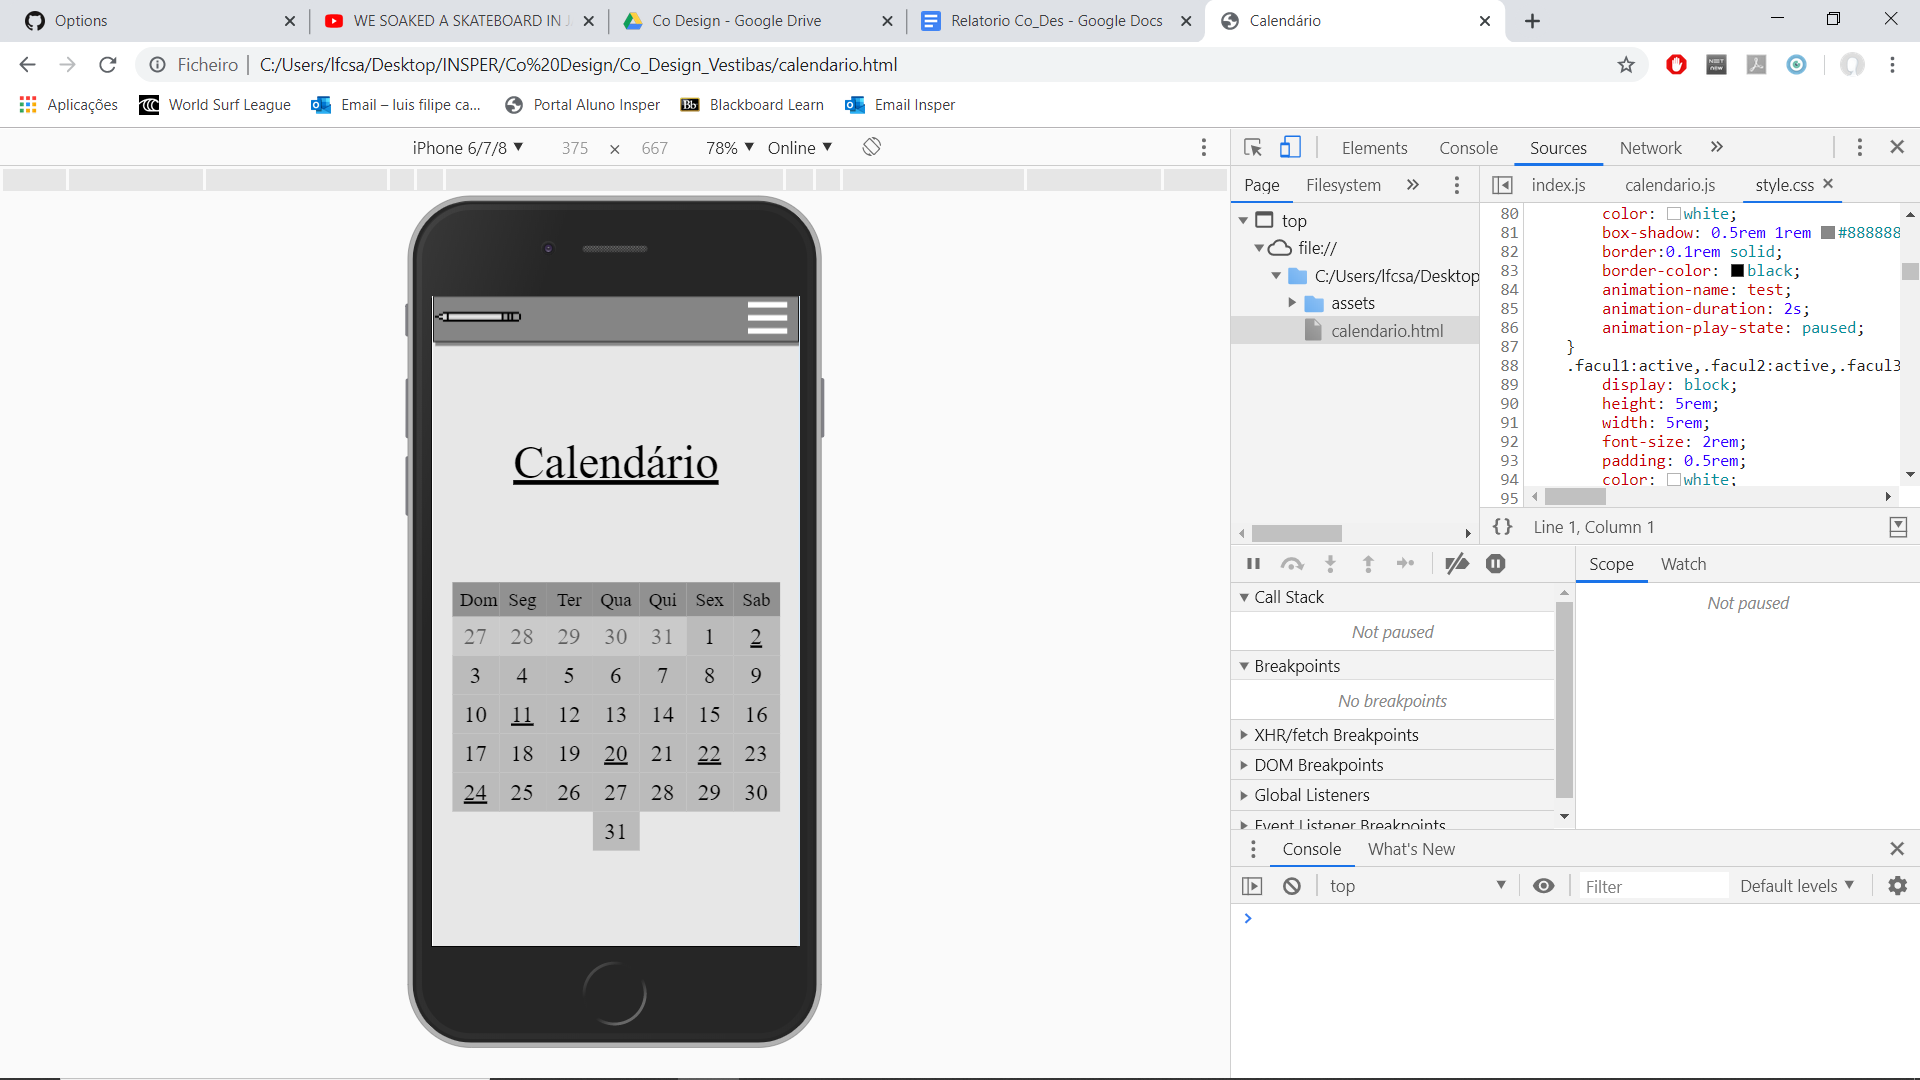 Options
WE SOAKED A SKATEBOARD IN
Co Design - Google Drive
Relatorio Co_Des - Google Docs
Calendário
Ficheiro
C:/Users/lfcsa/Desktop/INSPER/Co%20Design/Co_Design_Vestibas/calendario.html
Aplicações
World Surf League
Email – luis filipe ca...
Portal Aluno Insper
Bb Blackboard Learn
Email Insper
iPhone 6/7/8 375 × 667 78% Online
Calendário
Dom Seg Ter Qua Qui Sex Sab
27 28 29 30 31 1 2
3 4 5 6 7 8 9
10 11 12 13 14 15 16
17 18 19 20 21 22 23
24 25 26 27 28 29 30
31
Elements Console Sources Network »
Page Filesystem »
top
file://
C:/Users/lfcsa/Desktop
assets
calendario.html
index.js calendario.js style.css
80 color: white;
81 box-shadow: 0.5rem 1rem #888888
82 border:0.1rem solid;
83 border-color: black;
84 animation-name: test;
85 animation-duration: 2s;
86 animation-play-state: paused;
87 }
88 .facul1:active,.facul2:active,.facul3
89 display: block;
90 height: 5rem;
91 width: 5rem;
92 font-size: 2rem;
93 padding: 0.5rem;
94 color: white;
95
{} Line 1, Column 1
Call Stack
Not paused
Breakpoints
No breakpoints
XHR/fetch Breakpoints
DOM Breakpoints
Global Listeners
Event Listener Breakpoints
Scope Watch
Not paused
Console What's New
top
Filter
Default levels
>